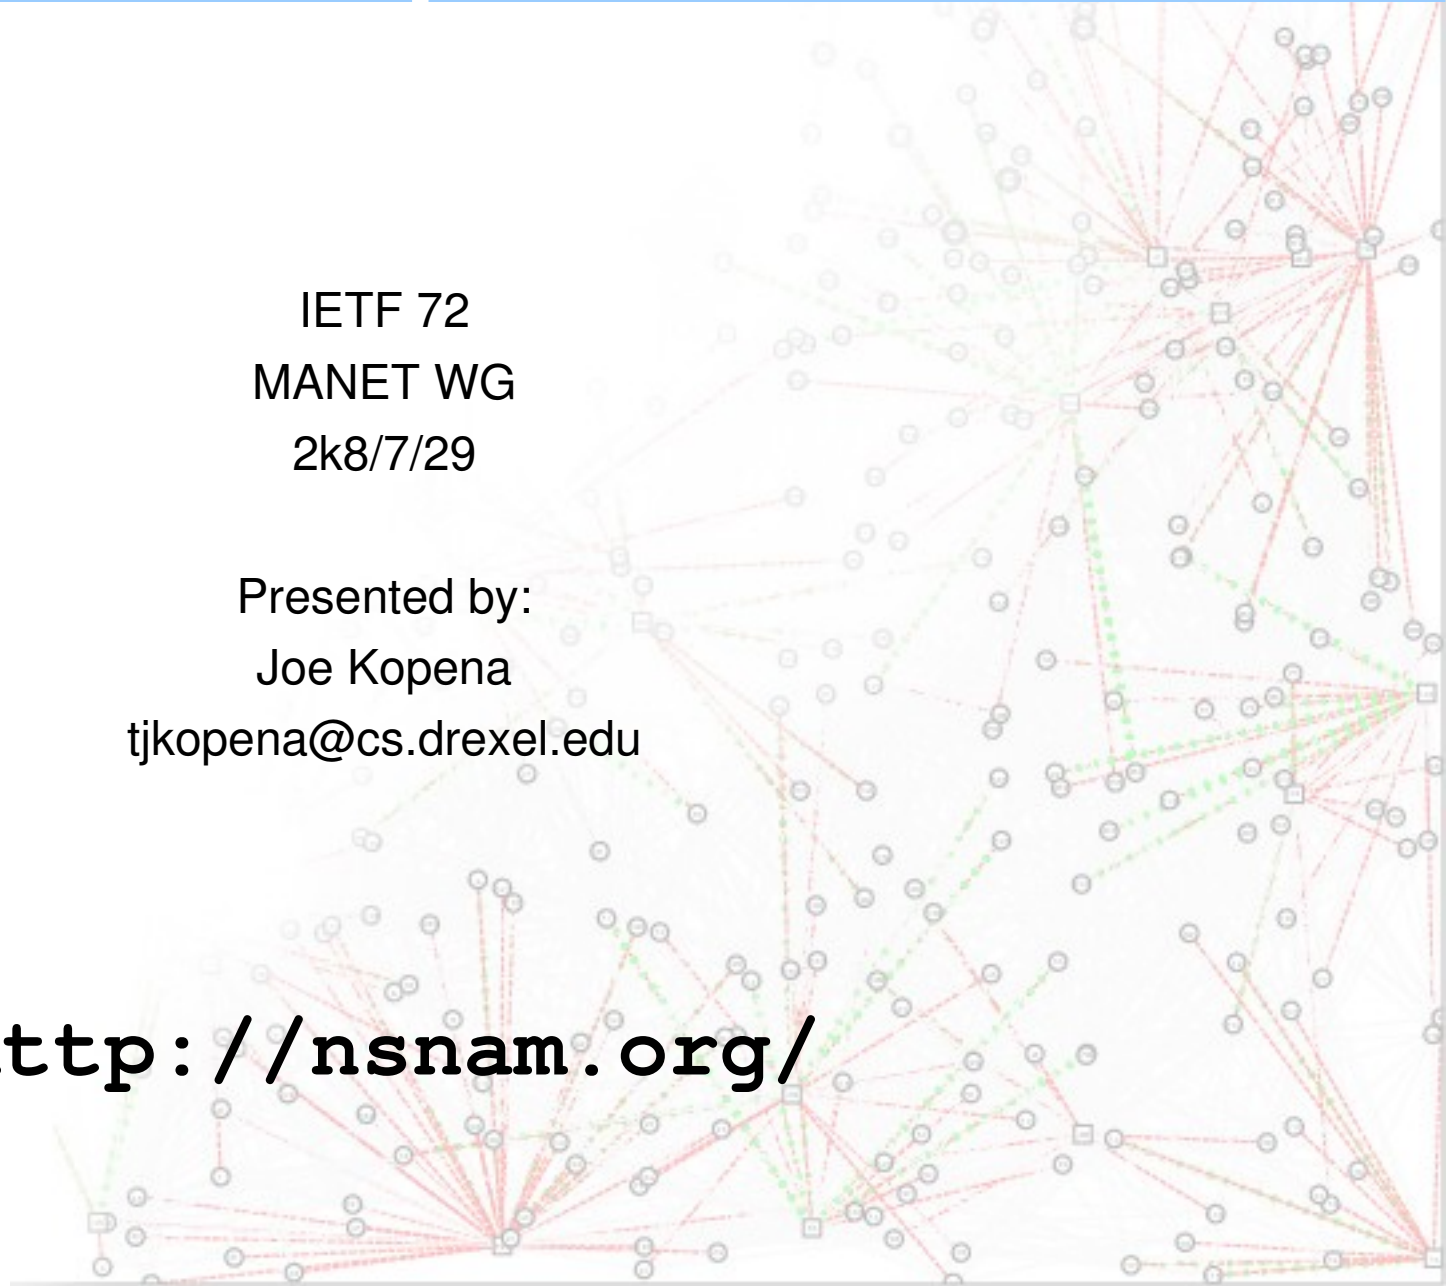 IETF 72
MANET WG
2k8/7/29
Presented by:
Joe Kopena
tjkopena@cs.drexel.edu
ttp://nsnam.org/